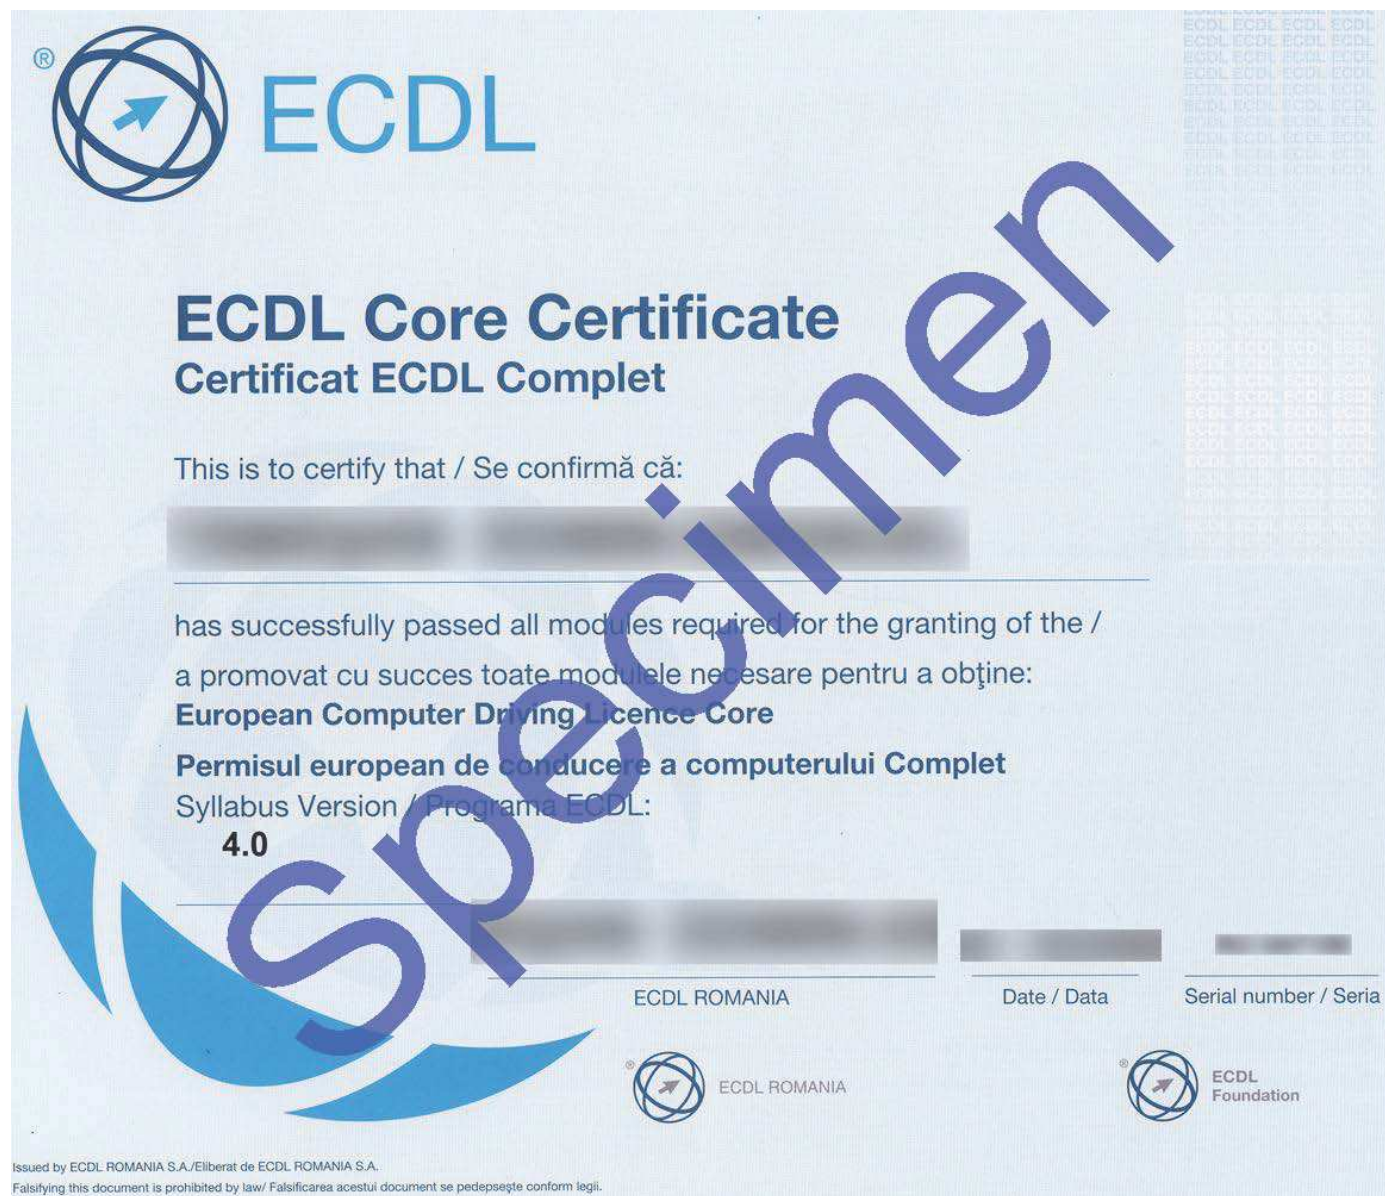 ® ECDL
ECDL Core Certificate
Certificat ECDL Complet
This is to certify that / Se confirmă că:
has successfully passed all modules required for the granting of the /
a promovat cu succes toate modulele necesare pentru a obţine:
European Computer Driving Licence Core
Permisul european de conducere a computerului Complet
Syllabus Version / Programa ECDL:
4.0
Specimen
ECDL ROMANIA
Date / Data
Serial number / Seria
® ECDL ROMANIA
® ECDL
Foundation
Issued by ECDL ROMANIA S.A./Eliberat de ECDL ROMANIA S.A.
Falsifying this document is prohibited by law/ Falsificarea acestui document se pedepseşte conform legii.